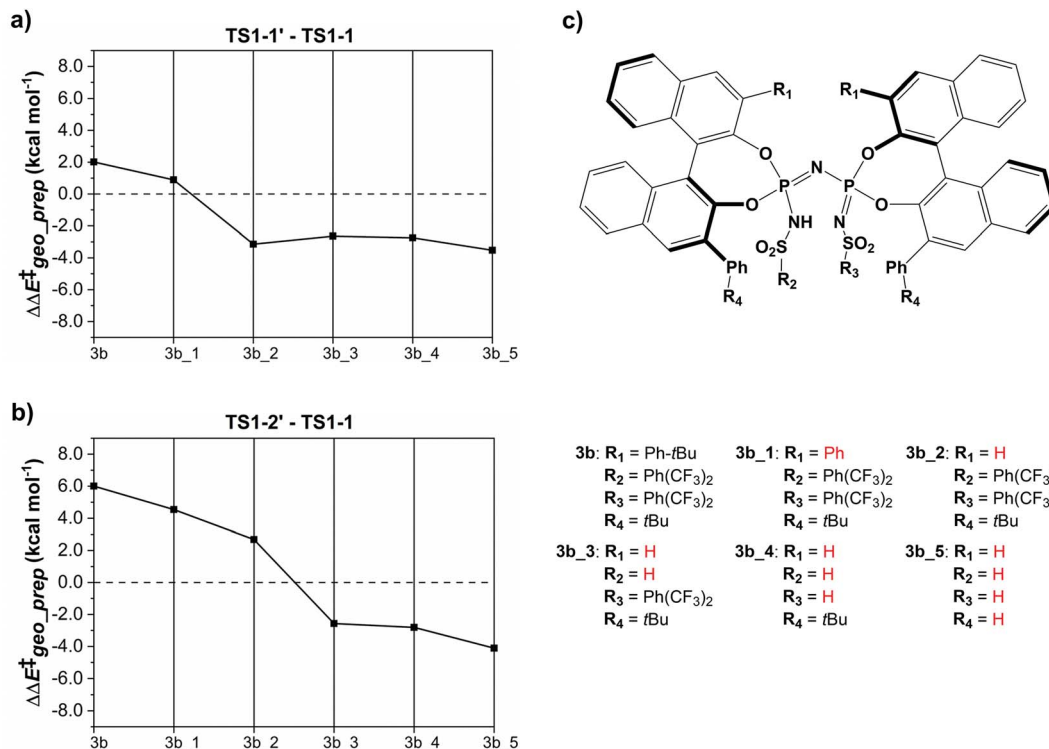 a)
TS1-1' - TS1-1
ΔΔE‡geo_prep (kcal mol-1)
8.0
6.0
4.0
2.0
0.0
-2.0
-4.0
-6.0
-8.0
3b 3b_1 3b_2 3b_3 3b_4 3b_5
b)
TS1-2' - TS1-1
ΔΔE‡geo_prep (kcal mol-1)
8.0
6.0
4.0
2.0
0.0
-2.0
-4.0
-6.0
-8.0
3b 3b_1 3b_2 3b_3 3b_4 3b_5
c)
R1 R1
O N O
P P
O NH N O
Ph O2S SO2 Ph
R4 R2 R3 R4
3b: R1 = Ph-tBu 3b_1: R1 = Ph 3b_2: R1 = H
R2 = Ph(CF3)2 R2 = Ph(CF3)2 R2 = Ph(CF3
R3 = Ph(CF3)2 R3 = Ph(CF3)2 R3 = Ph(CF3
R4 = tBu R4 = tBu R4 = tBu
3b_3: R1 = H 3b_4: R1 = H 3b_5: R1 = H
R2 = H R2 = H R2 = H
R3 = Ph(CF3)2 R3 = H R3 = H
R4 = tBu R4 = tBu R4 = H